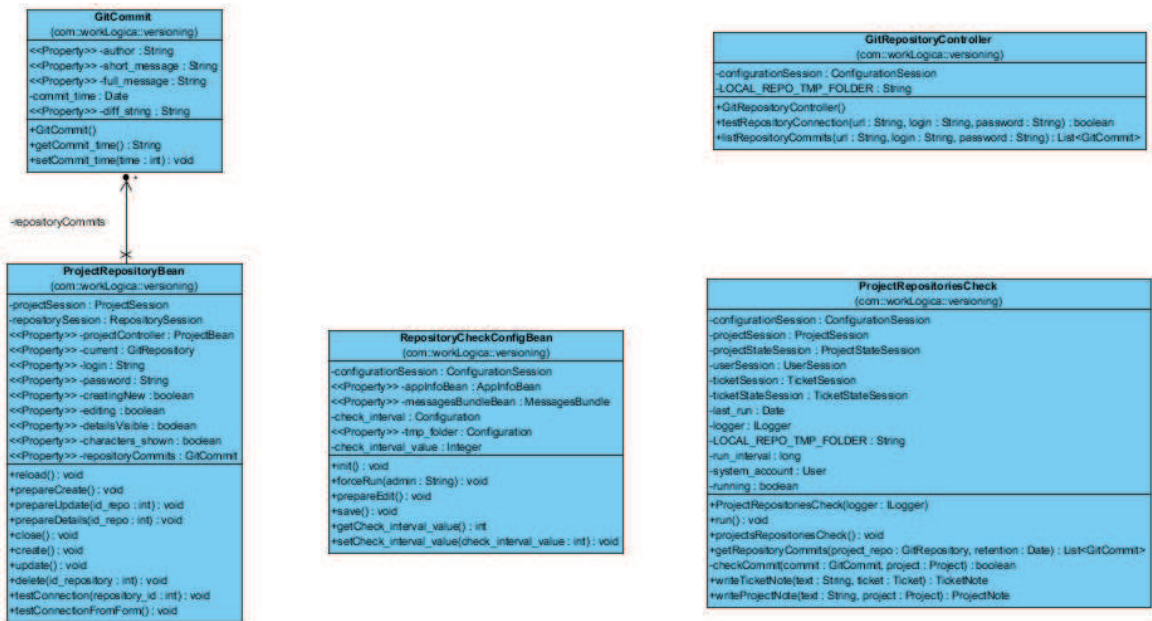 GitCommit
(com::workLogica::versioning)
<<Property>> -author : String
<<Property>> -short_message : String
<<Property>> -full_message : String
-commit_time : Date
<<Property>> -diff_string : String
+GitCommit()
+getCommit_time() : String
+setCommit_time(time : int) : void
*
-repositoryCommits
ProjectRepositoryBean
(com::workLogica::versioning)
-projectSession : ProjectSession
-repositorySession : RepositorySession
<<Property>> -projectController : ProjectBean
<<Property>> -current : GitRepository
<<Property>> -login : String
<<Property>> -password : String
<<Property>> -creatingNew : boolean
<<Property>> -editing : boolean
<<Property>> -detailsVisible : boolean
<<Property>> -characters_shown : boolean
<<Property>> -repositoryCommits : GitCommit
+reload() : void
+prepareCreate() : void
+prepareUpdate(id_repo : int) : void
+prepareDetails(id_repo : int) : void
+close() : void
+create() : void
+update() : void
+delete(id_repository : int) : void
+testConnection(repository_id : int) : void
+testConnectionFromForm() : void
RepositoryCheckConfigBean
(com::workLogica::versioning)
-configurationSession : ConfigurationSession
<<Property>> -appInfoBean : AppInfoBean
<<Property>> -messagesBundleBean : MessagesBundle
-check_interval : Configuration
<<Property>> -tmp_folder : Configuration
-check_interval_value : Integer
+init() : void
+forceRun(admin : String) : void
+prepareEdit() : void
+save() : void
+getCheck_interval_value() : int
+setCheck_interval_value(check_interval_value : int) : void
GitRepositoryController
(com::workLogica::versioning)
-configurationSession : ConfigurationSession
-LOCAL_REPO_TMP_FOLDER : String
+GitRepositoryController()
+testRepositoryConnection(url : String, login : String, password : String) : boolean
+listRepositoryCommits(url : String, login : String, password : String) : List<GitCommit>
ProjectRepositoriesCheck
(com::workLogica::versioning)
-configurationSession : ConfigurationSession
-projectSession : ProjectSession
-projectStateSession : ProjectStateSession
-userSession : UserSession
-ticketSession : TicketSession
-ticketStateSession : TicketStateSession
-last_run : Date
-logger : ILogger
-LOCAL_REPO_TMP_FOLDER : String
-run_interval : long
-system_account : User
-running : boolean
+ProjectRepositoriesCheck(logger : ILogger)
+run() : void
+projectsRepositoriesCheck() : void
+getRepositoryCommits(project_repo : GitRepository, retention : Date) : List<GitCommit>
-checkCommit(commit : GitCommit, project : Project) : boolean
+writeTicketNote(text : String, ticket : Ticket) : TicketNote
+writeProjectNote(text : String, project : Project) : ProjectNote